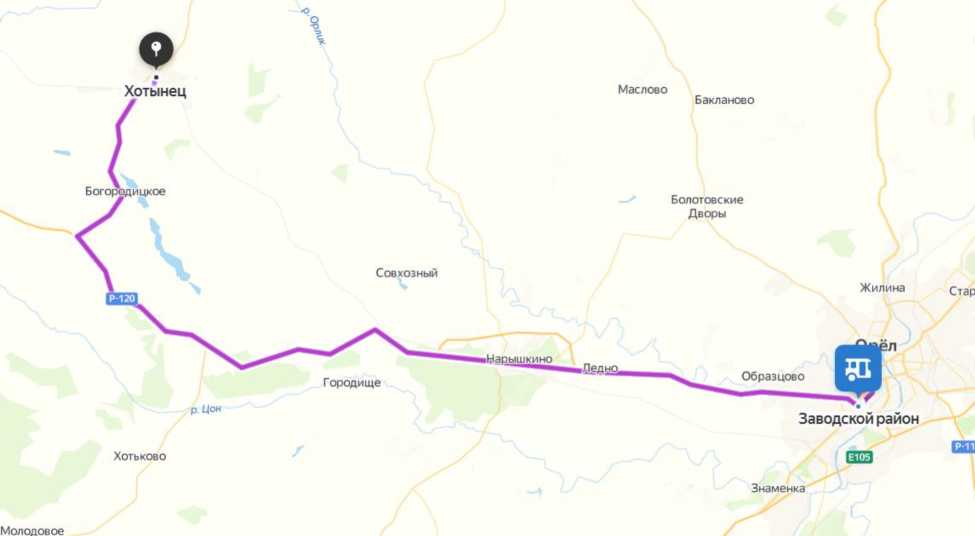 р. Орлик
Хотынец
Маслово
Бакланово
Богородицкое
Болотовские
Дворы
Совхозный
Жилина
Стар
Р-120
Орёл
Нарышкино
Ледно
Образцово
Городище
р. Цон
Заводской район
Хотьково
E105
Р-11
Знаменка
Молодовое